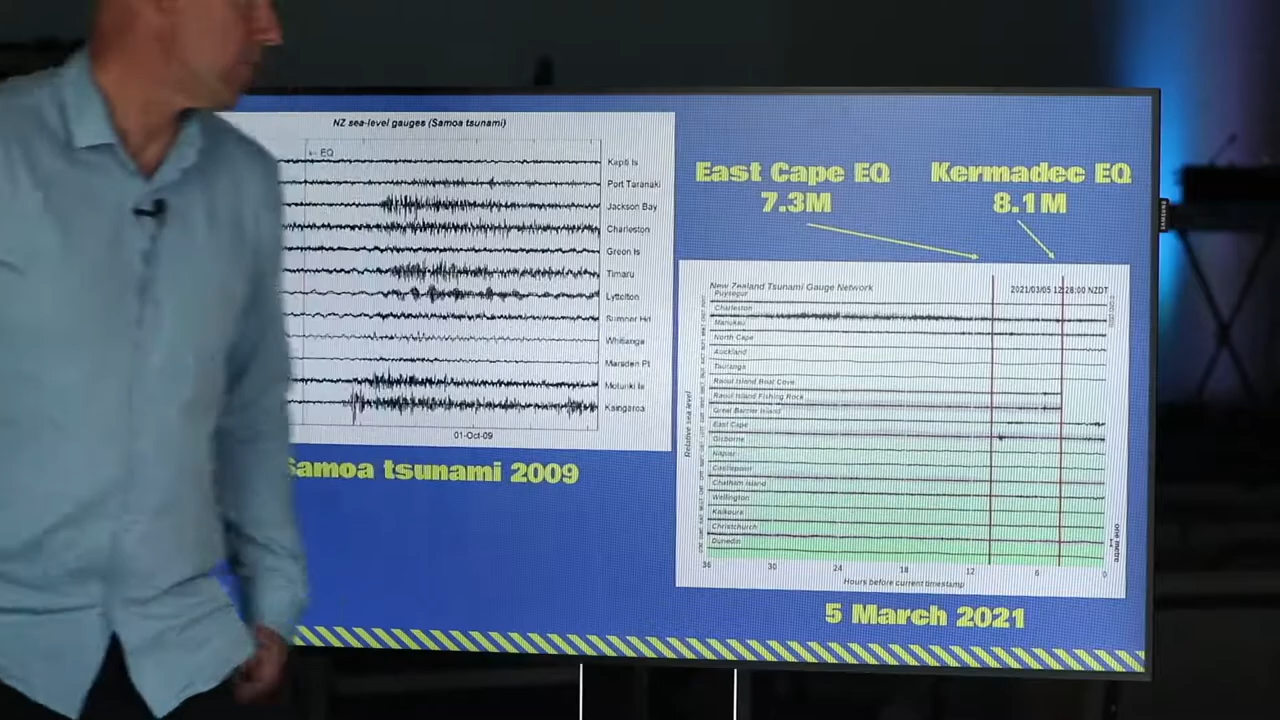 NZ sea-level gauges (Samoa tsunami)
← EQ
Kapiti Is
Port Taranaki
Jackson Bay
Charleston
Green Is
Timaru
Lyttelton
Sumner Hd
Whitianga
Marsden Pt
Moturiki Is
Kaingaroa
01-Oct-09
Samoa tsunami 2009
East Cape EQ
7.3M
Kermadec EQ
8.1M
New Zealand Tsunami Gauge Network
2021/03/05 12:28:00 NZDT
Puysegur
Charleston
Manukau
North Cape
Auckland
Tauranga
Raoul Island Boat Cove
Raoul Island Fishing Rock
Great Barrier Island
East Cape
Gisborne
Napier
Castlepoint
Chatham Island
Wellington
Kaikoura
Christchurch
Dunedin
Relative sea level
one metre
36 30 24 18 12 6 0
Hours before current timestamp
5 March 2021
SAMSUNG